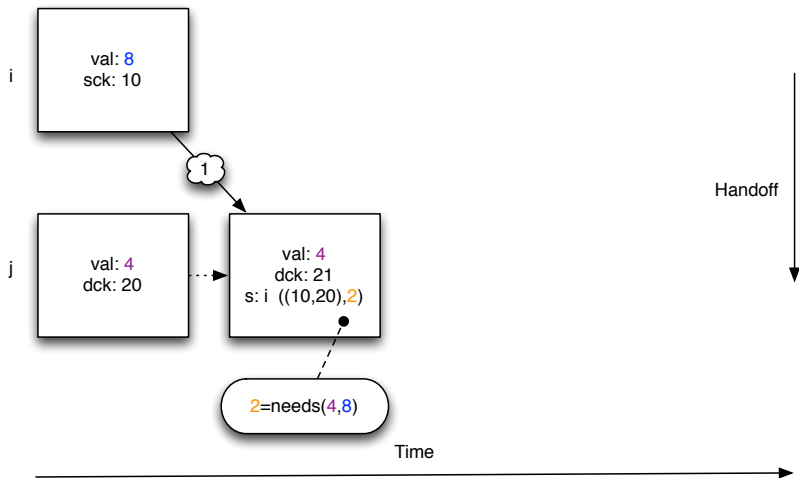 i
val: 8
sck: 10
1
Handoff
j
val: 4
dck: 20
val: 4
dck: 21
s: i ((10,20),2)
2=needs(4,8)
Time